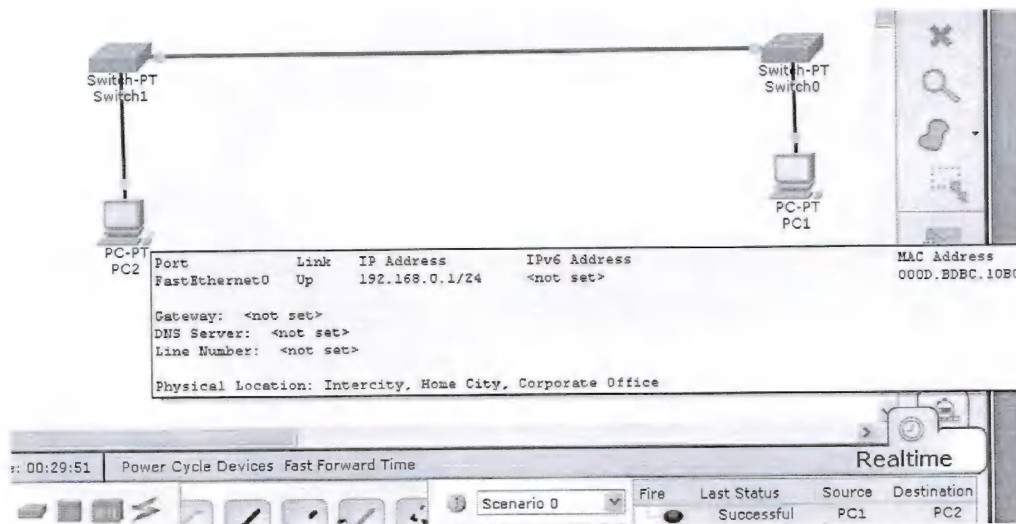 Switch-PT
Switch1
Switch-PT
Switch0
PC-PT
PC1
PC-PT
PC2
Port Link IP Address IPv6 Address MAC Address
FastEthernet0 Up 192.168.0.1/24 <not set> 000D.BDBC.10B0
Gateway: <not set>
DNS Server: <not set>
Line Number: <not set>
Physical Location: Intercity, Home City, Corporate Office
Realtime
e: 00:29:51 Power Cycle Devices Fast Forward Time
Scenario 0
Fire Last Status Source Destination
Successful PC1 PC2